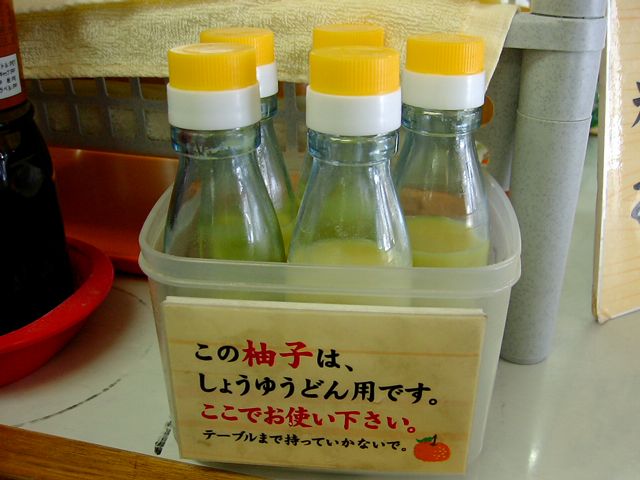 この柚子は、
しょうゆうどん用です。
ここでお使い下さい。
テーブルまで持っていかないで。